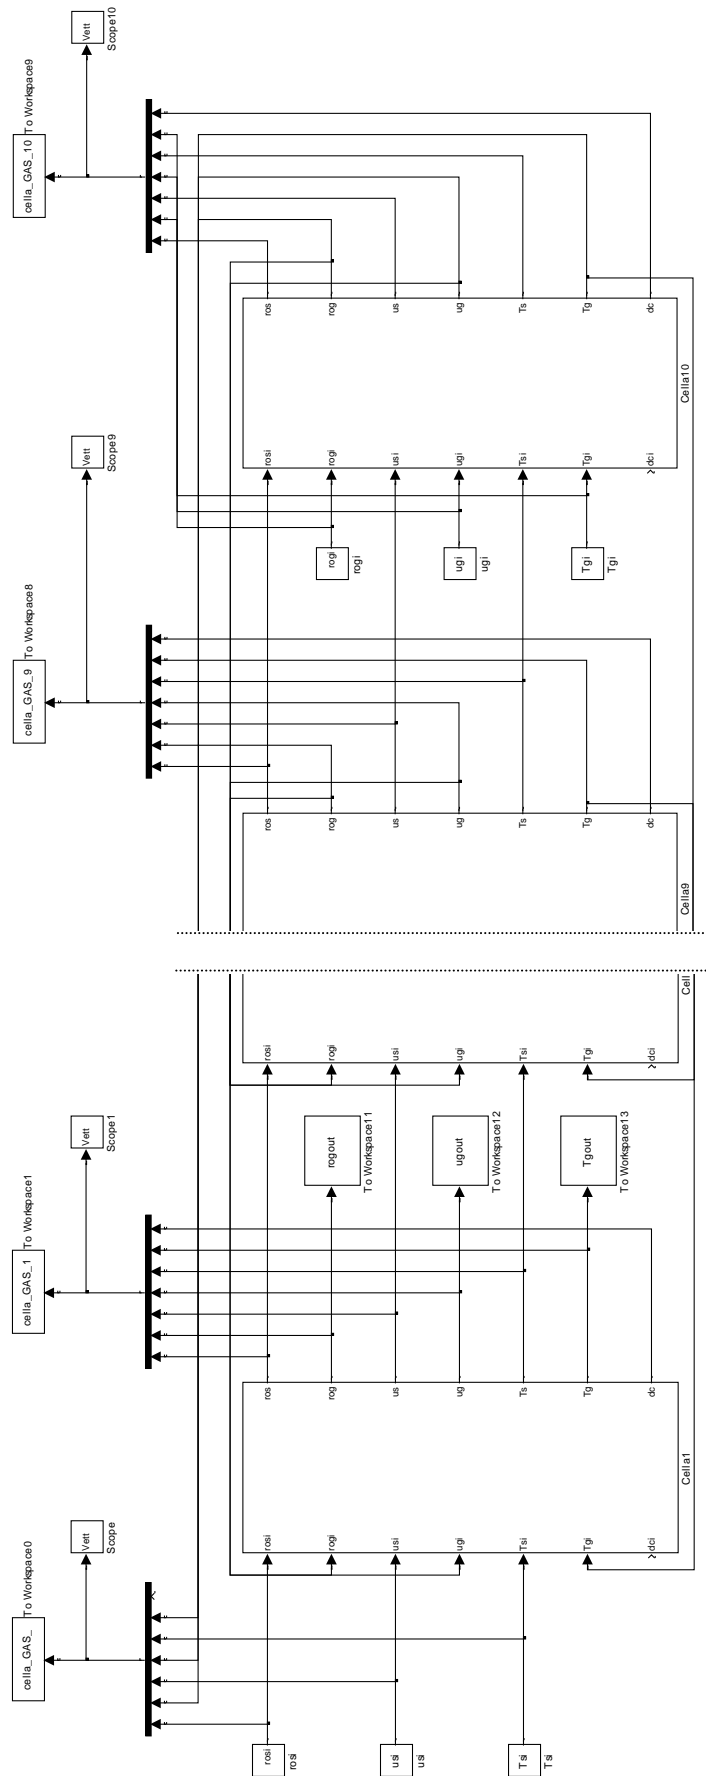 cella_GAS_
To Workspace0
cella_GAS_1
To Workspace1
cella_GAS_9
To Workspace8
cella_GAS_10
To Workspace9
Vett
Scope
Vett
Scope1
Vett
Scope9
Vett
Scope10
rosi
rosi
usi
usi
Tsi
Tsi
rosi
rogi
usi
ugi
Tsi
Tgi
dci
ros
rog
us
ug
Ts
Tg
dc
Cella1
rogout
To Workspace11
ugout
To Workspace12
Tgout
To Workspace13
rosi
rogi
usi
ugi
Tsi
Tgi
dci
Cell
ros
rog
us
ug
Ts
Tg
dc
Cella9
rogi
rogi
ugi
ugi
Tgi
Tgi
rosi
rogi
usi
ugi
Tsi
Tgi
dci
ros
rog
us
ug
Ts
Tg
dc
Cella10